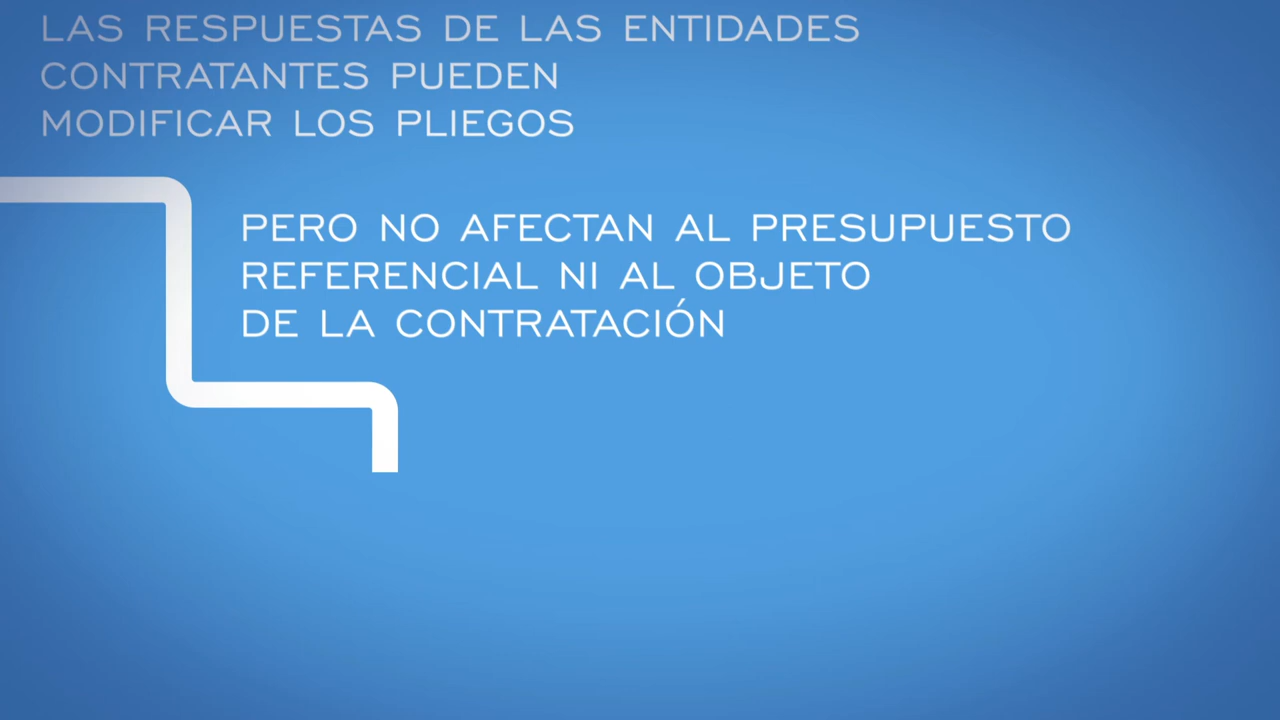 LAS RESPUESTAS DE LAS ENTIDADES
CONTRATANTES PUEDEN
MODIFICAR LOS PLIEGOS
PERO NO AFECTAN AL PRESUPUESTO
REFERENCIAL NI AL OBJETO
DE LA CONTRATACIÓN